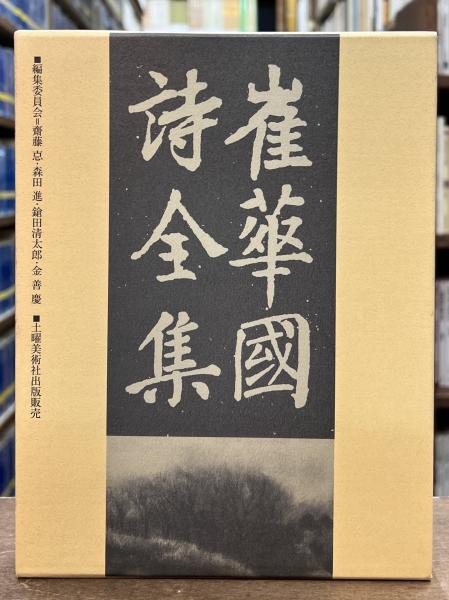 崔華國
詩全集
■編集委員会=齋藤 怘・森田 進・鎗田清太郎・金 善 慶 ■土曜美術社出版販売